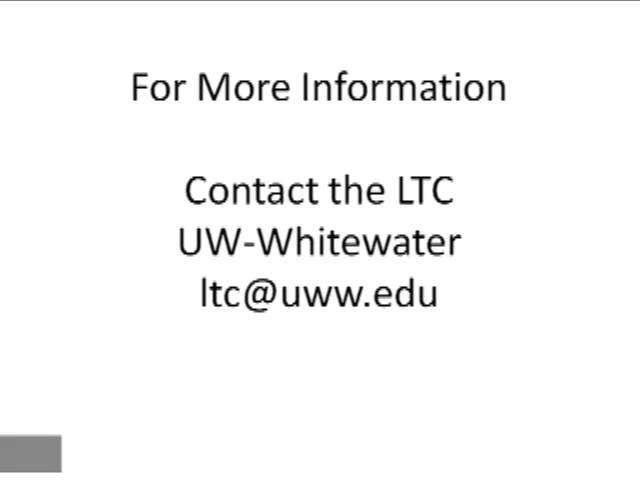 For More Information
Contact the LTC
UW-Whitewater
ltc@uww.edu